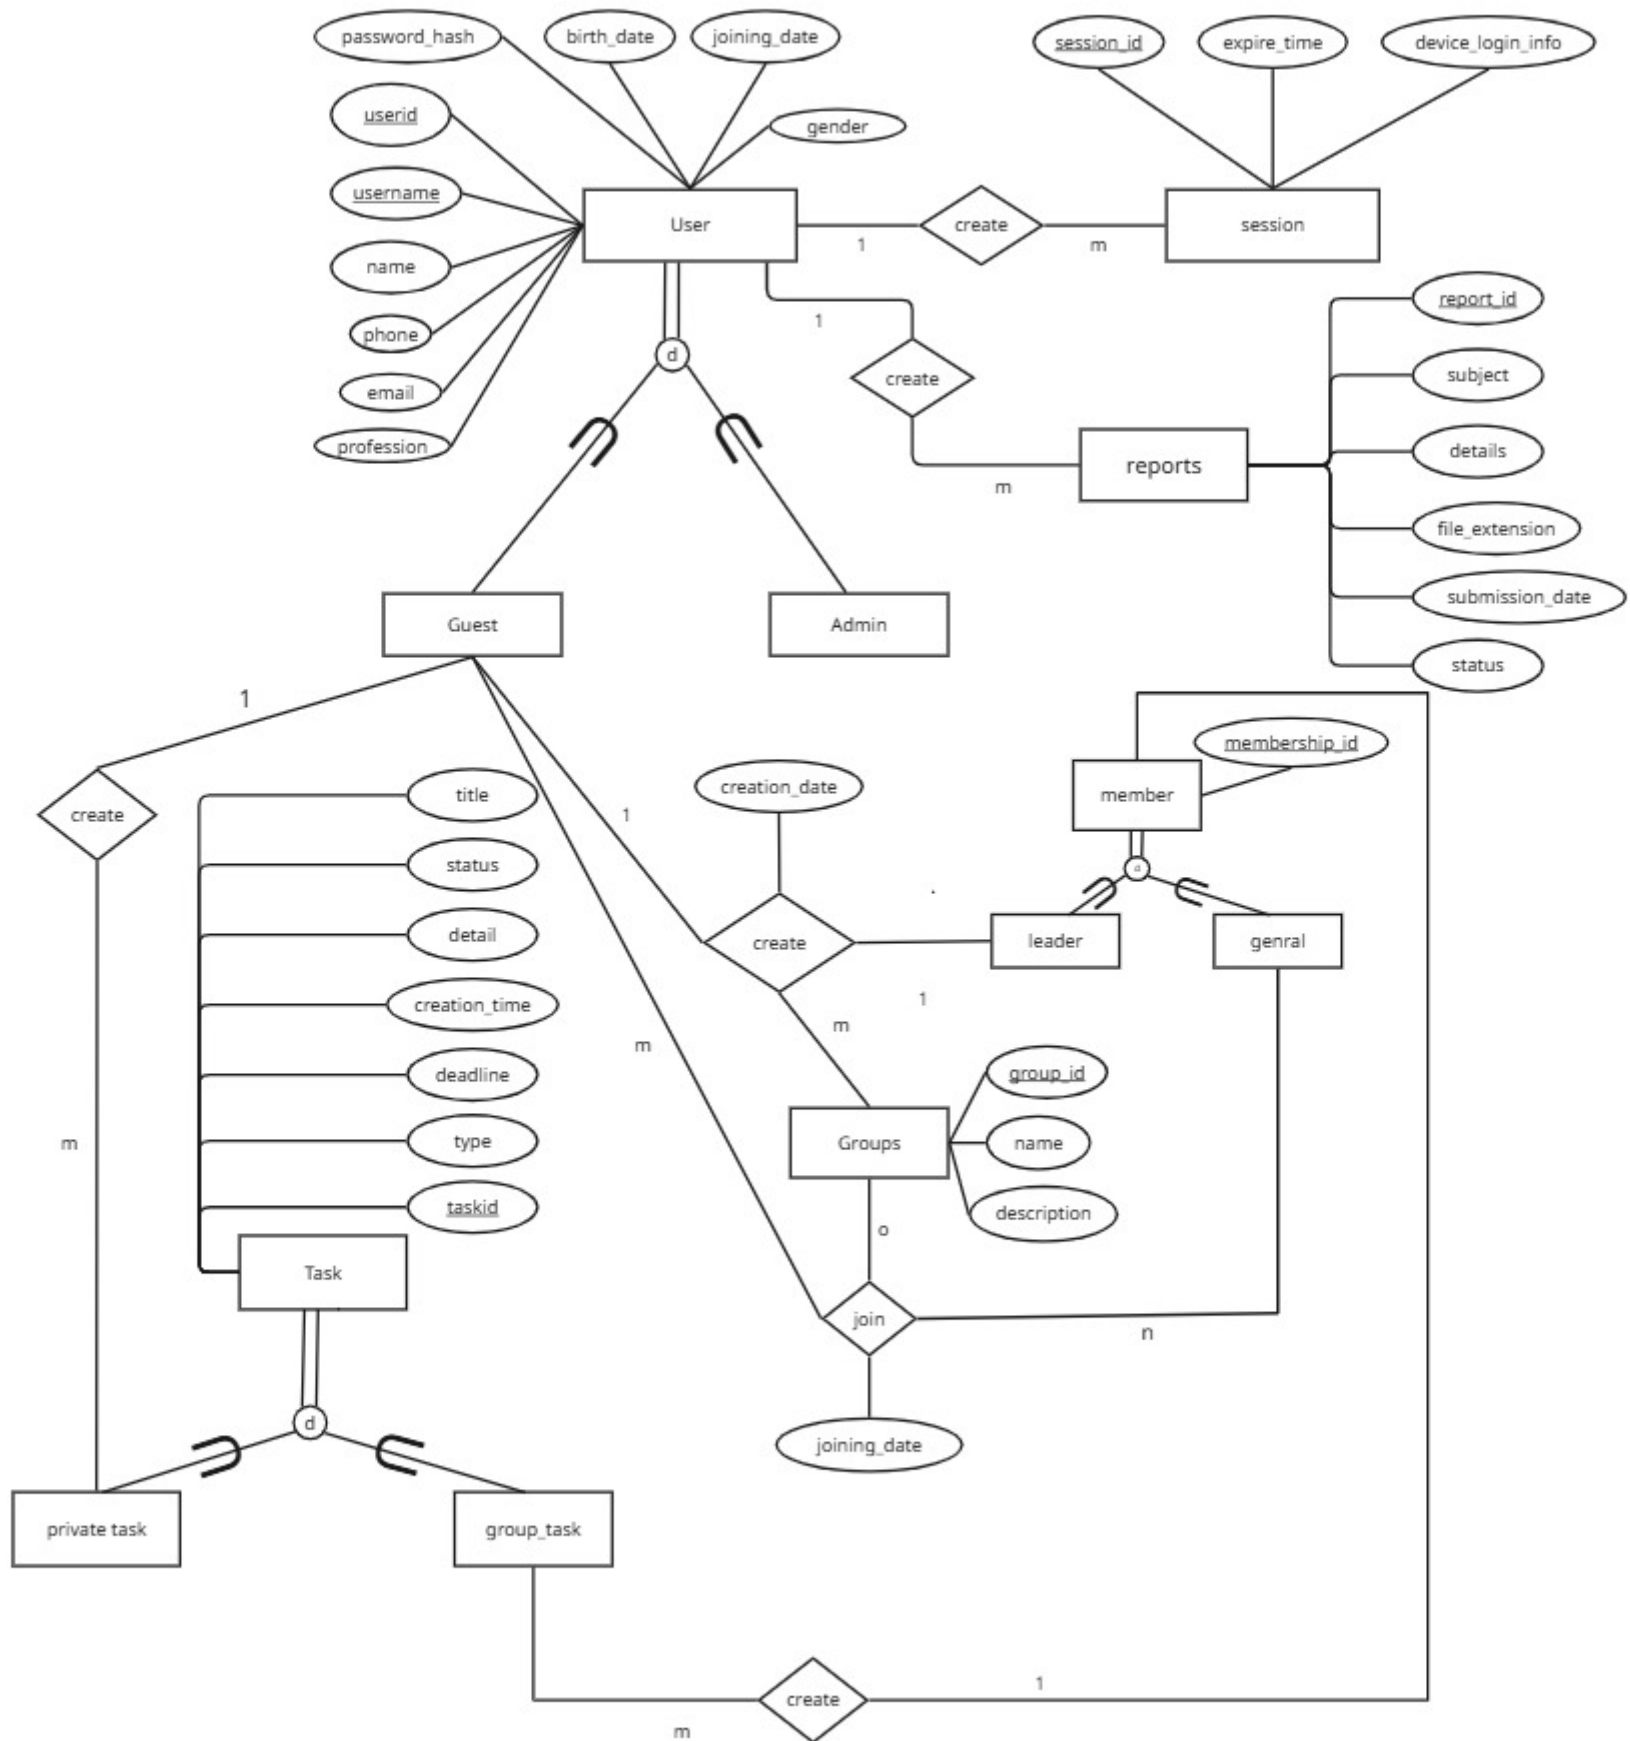 password_hash
birth_date
joining_date
session_id
expire_time
device_login_info
userid
gender
username
User
create
session
1
m
name
report_id
1
phone
d
create
subject
email
profession
details
reports
m
file_extension
submission_date
Guest
Admin
status
1
membership_id
creation_date
title
member
create
1
status
detail
create
leader
genral
creation_time
1
m
m
deadline
group_id
type
m
Groups
name
taskid
description
o
Task
join
n
d
joining_date
private task
group_task
1
create
m